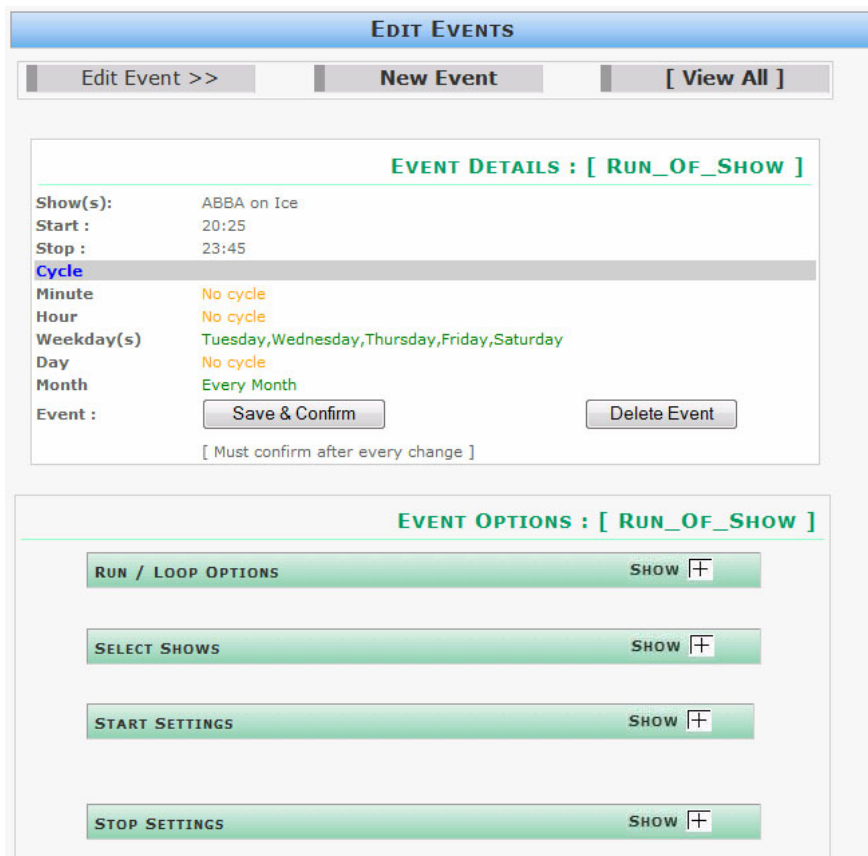 EDIT EVENTS
Edit Event >> New Event [ View All ]
EVENT DETAILS : [ RUN_OF_SHOW ]
Show(s): ABBA on Ice
Start : 20:25
Stop : 23:45
Cycle
Minute No cycle
Hour No cycle
Weekday(s) Tuesday,Wednesday,Thursday,Friday,Saturday
Day No cycle
Month Every Month
Event : Save & Confirm Delete Event
[ Must confirm after every change ]
EVENT OPTIONS : [ RUN_OF_SHOW ]
RUN / LOOP OPTIONS SHOW
SELECT SHOWS SHOW
START SETTINGS SHOW
STOP SETTINGS SHOW